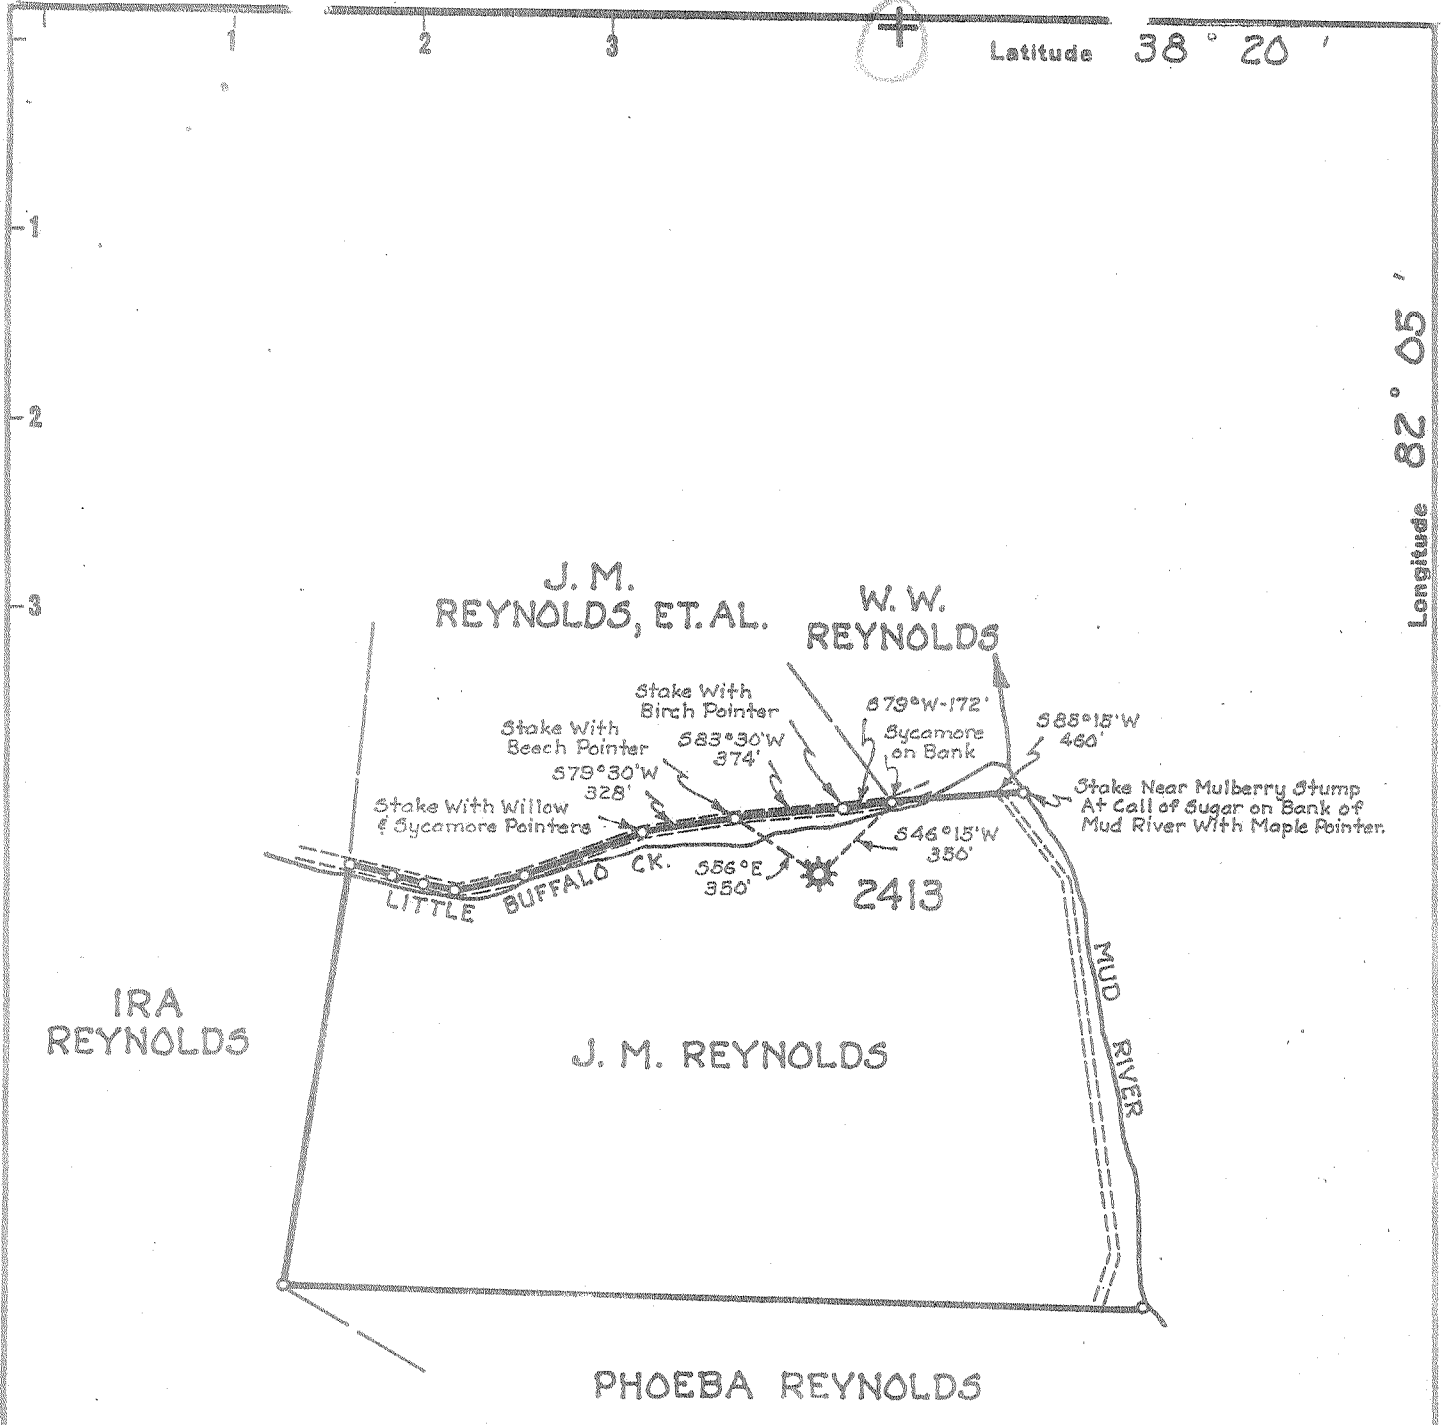 1 2 3
Latitude 38° 20'
1
2
3
Longitude 82° 05'
J. M.
REYNOLDS, ET. AL.
W. W.
REYNOLDS
Stake With
Birch Pointer
S79°W-172'
Sycamore
on Bank
S88°15'W
460'
Stake With
Beech Pointer
S83°30'W
374'
S79°30'W
328'
Stake With Willow
& Sycamore Pointers
Stake Near Mulberry Stump
At Call of Sugar on Bank of
Mud River With Maple Pointer.
S46°15'W
350'
S56°E
350'
LITTLE BUFFALO CK.
2413
MUD RIVER
IRA
REYNOLDS
J. M. REYNOLDS
PHOEBA REYNOLDS